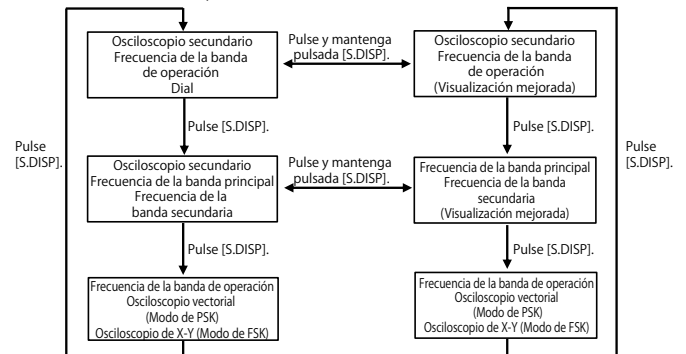 Osciloscopio secundario
Frecuencia de la banda
de operación
Dial
Pulse y mantenga
pulsada [S.DISP].
Osciloscopio secundario
Frecuencia de la banda
de operación
(Visualización mejorada)
Pulse [S.DISP].
Pulse [S.DISP].
Pulse
[S.DISP].
Pulse
[S.DISP].
Osciloscopio secundario
Frecuencia de la banda principal
Frecuencia de la
banda secundaria
Pulse y mantenga
pulsada [S.DISP].
Frecuencia de la banda principal
Frecuencia de la banda
secundaria
(Visualización mejorada)
Pulse [S.DISP].
Pulse [S.DISP].
Frecuencia de la banda de operación
Osciloscopio vectorial
(Modo de PSK)
Osciloscopio de X-Y (Modo de FSK)
Frecuencia de la banda de operación
Osciloscopio vectorial
(Modo de PSK)
Osciloscopio de X-Y (Modo de FSK)